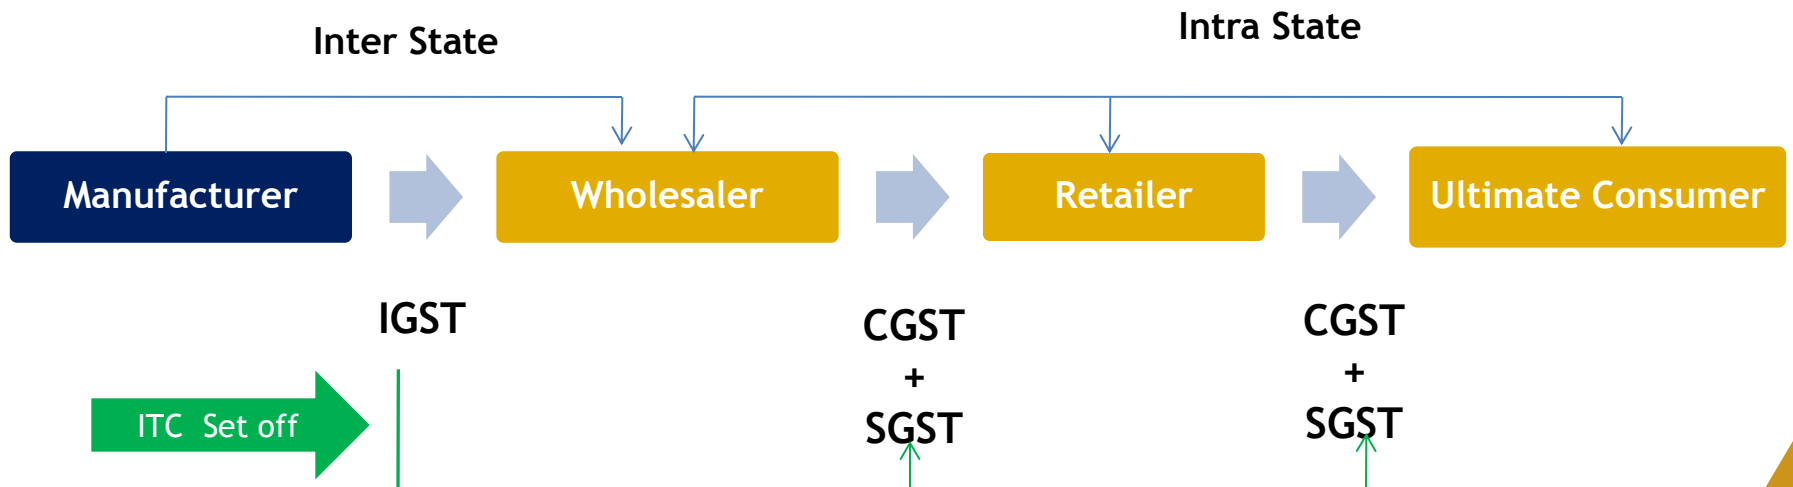 Inter State
Intra State
Manufacturer
Wholesaler
Retailer
Ultimate Consumer
IGST
CGST
+
SGST
CGST
+
SGST
ITC Set off